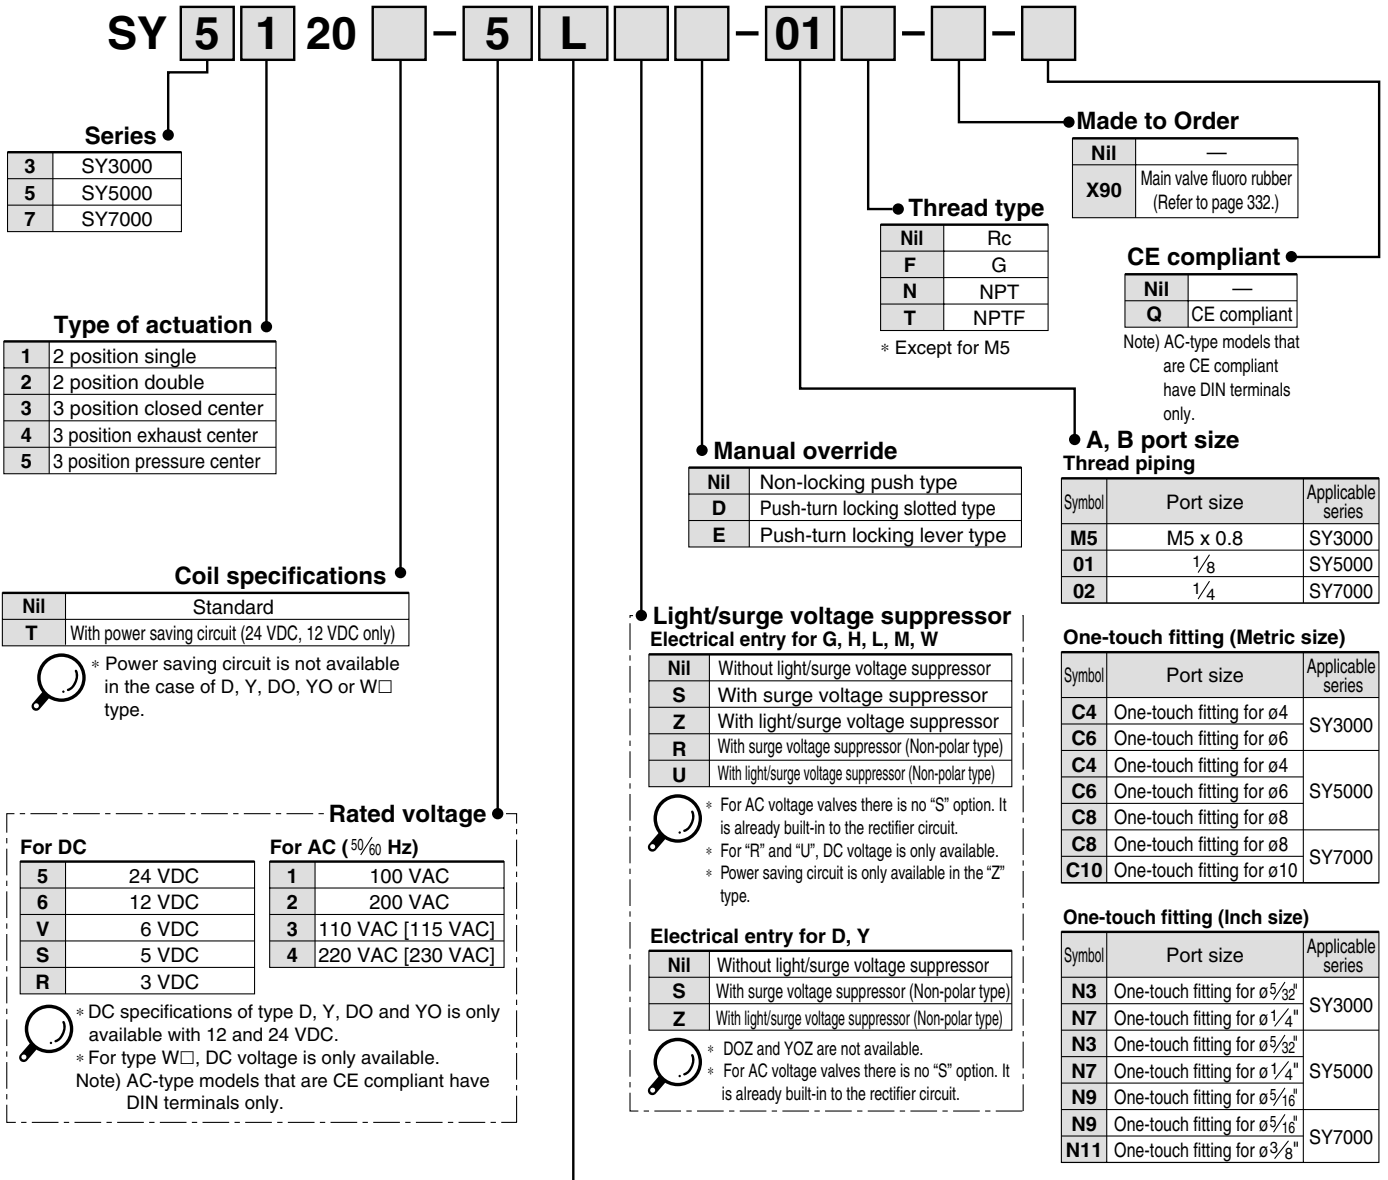 SY 5 1 20 – 5 L – 01 – –
Series
3 SY3000
5 SY5000
7 SY7000
Type of actuation
1 2 position single
2 2 position double
3 3 position closed center
4 3 position exhaust center
5 3 position pressure center
Coil specifications
Nil Standard
T With power saving circuit (24 VDC, 12 VDC only)
* Power saving circuit is not available
in the case of D, Y, DO, YO or W□
type.
Rated voltage
For DC
5 24 VDC
6 12 VDC
V 6 VDC
S 5 VDC
R 3 VDC
For AC (50/60 Hz)
1 100 VAC
2 200 VAC
3 110 VAC [115 VAC]
4 220 VAC [230 VAC]
* DC specifications of type D, Y, DO and YO is only
available with 12 and 24 VDC.
* For type W□, DC voltage is only available.
Note) AC-type models that are CE compliant have
DIN terminals only.
Made to Order
Nil —
X90 Main valve fluoro rubber
(Refer to page 332.)
Thread type
Nil Rc
F G
N NPT
T NPTF
* Except for M5
CE compliant
Nil —
Q CE compliant
Note) AC-type models that
are CE compliant
have DIN terminals
only.
Manual override
Nil Non-locking push type
D Push-turn locking slotted type
E Push-turn locking lever type
Light/surge voltage suppressor
Electrical entry for G, H, L, M, W
Nil Without light/surge voltage suppressor
S With surge voltage suppressor
Z With light/surge voltage suppressor
R With surge voltage suppressor (Non-polar type)
U With light/surge voltage suppressor (Non-polar type)
* For AC voltage valves there is no “S” option. It
is already built-in to the rectifier circuit.
* For “R” and “U”, DC voltage is only available.
* Power saving circuit is only available in the “Z”
type.
Electrical entry for D, Y
Nil Without light/surge voltage suppressor
S With surge voltage suppressor (Non-polar type)
Z With light/surge voltage suppressor (Non-polar type)
* DOZ and YOZ are not available.
* For AC voltage valves there is no “S” option. It
is already built-in to the rectifier circuit.
A, B port size
Thread piping
Symbol Port size Applicable series
M5 M5 x 0.8 SY3000
01 1/8 SY5000
02 1/4 SY7000
One-touch fitting (Metric size)
Symbol Port size Applicable series
C4 One-touch fitting for ø4 SY3000
C6 One-touch fitting for ø6
C4 One-touch fitting for ø4
C6 One-touch fitting for ø6 SY5000
C8 One-touch fitting for ø8
C8 One-touch fitting for ø8 SY7000
C10 One-touch fitting for ø10
One-touch fitting (Inch size)
Symbol Port size Applicable series
N3 One-touch fitting for ø5/32" SY3000
N7 One-touch fitting for ø1/4"
N3 One-touch fitting for ø5/32"
N7 One-touch fitting for ø1/4" SY5000
N9 One-touch fitting for ø5/16"
N9 One-touch fitting for ø5/16" SY7000
N11 One-touch fitting for ø3/8"